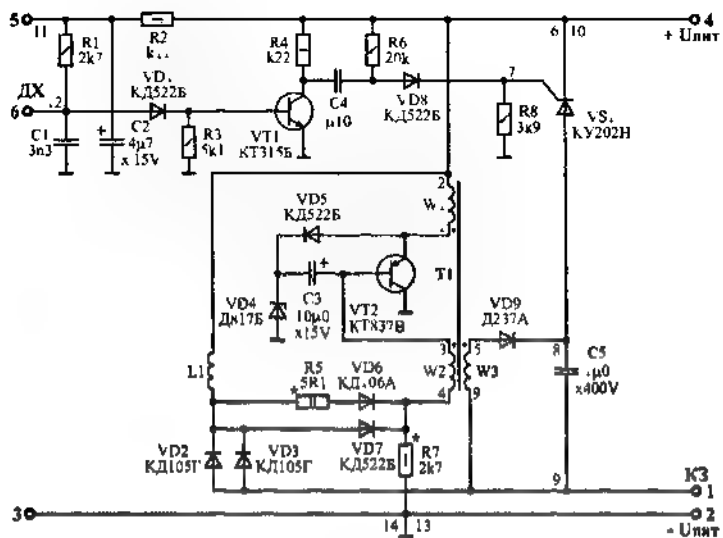 5 11
R1
2k7
R2
R4
k22
R6
20k
6 10
4
+ Uпит
ДХ
6
VD1
КД522Б
C1
3n3
C2
4µ7
x 15V
R3
5k1
VT1
КТ315Б
C4
µ10
VD8
КД522Б
7
R8
3k9
VS1
КУ202Н
2
W1
VD5
КД522Б
T1
VD4
Д817Б
C3
10µ0
x15V
VT2
КТ837В
VD9
Д237А
3 5
8
C5
1µ0
x400V
L1
R5
5R1
VD6
КД106А
W2
W3
4 9
VD2
КД105Г
VD3
КД105Г
VD7
КД522Б
R7
2k7
9
КЗ
1
3
14 13
2
- Uпит